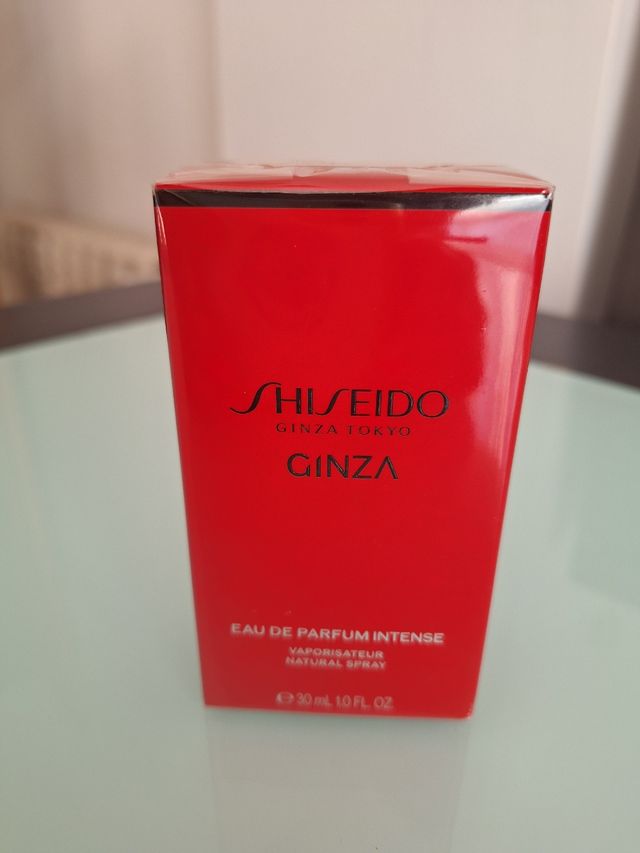 SHISEIDO
GINZA TOKYO
GINZA
EAU DE PARFUM INTENSE
VAPORISATEUR
NATURAL SPRAY
℮ 30 mL 1.0 FL. OZ